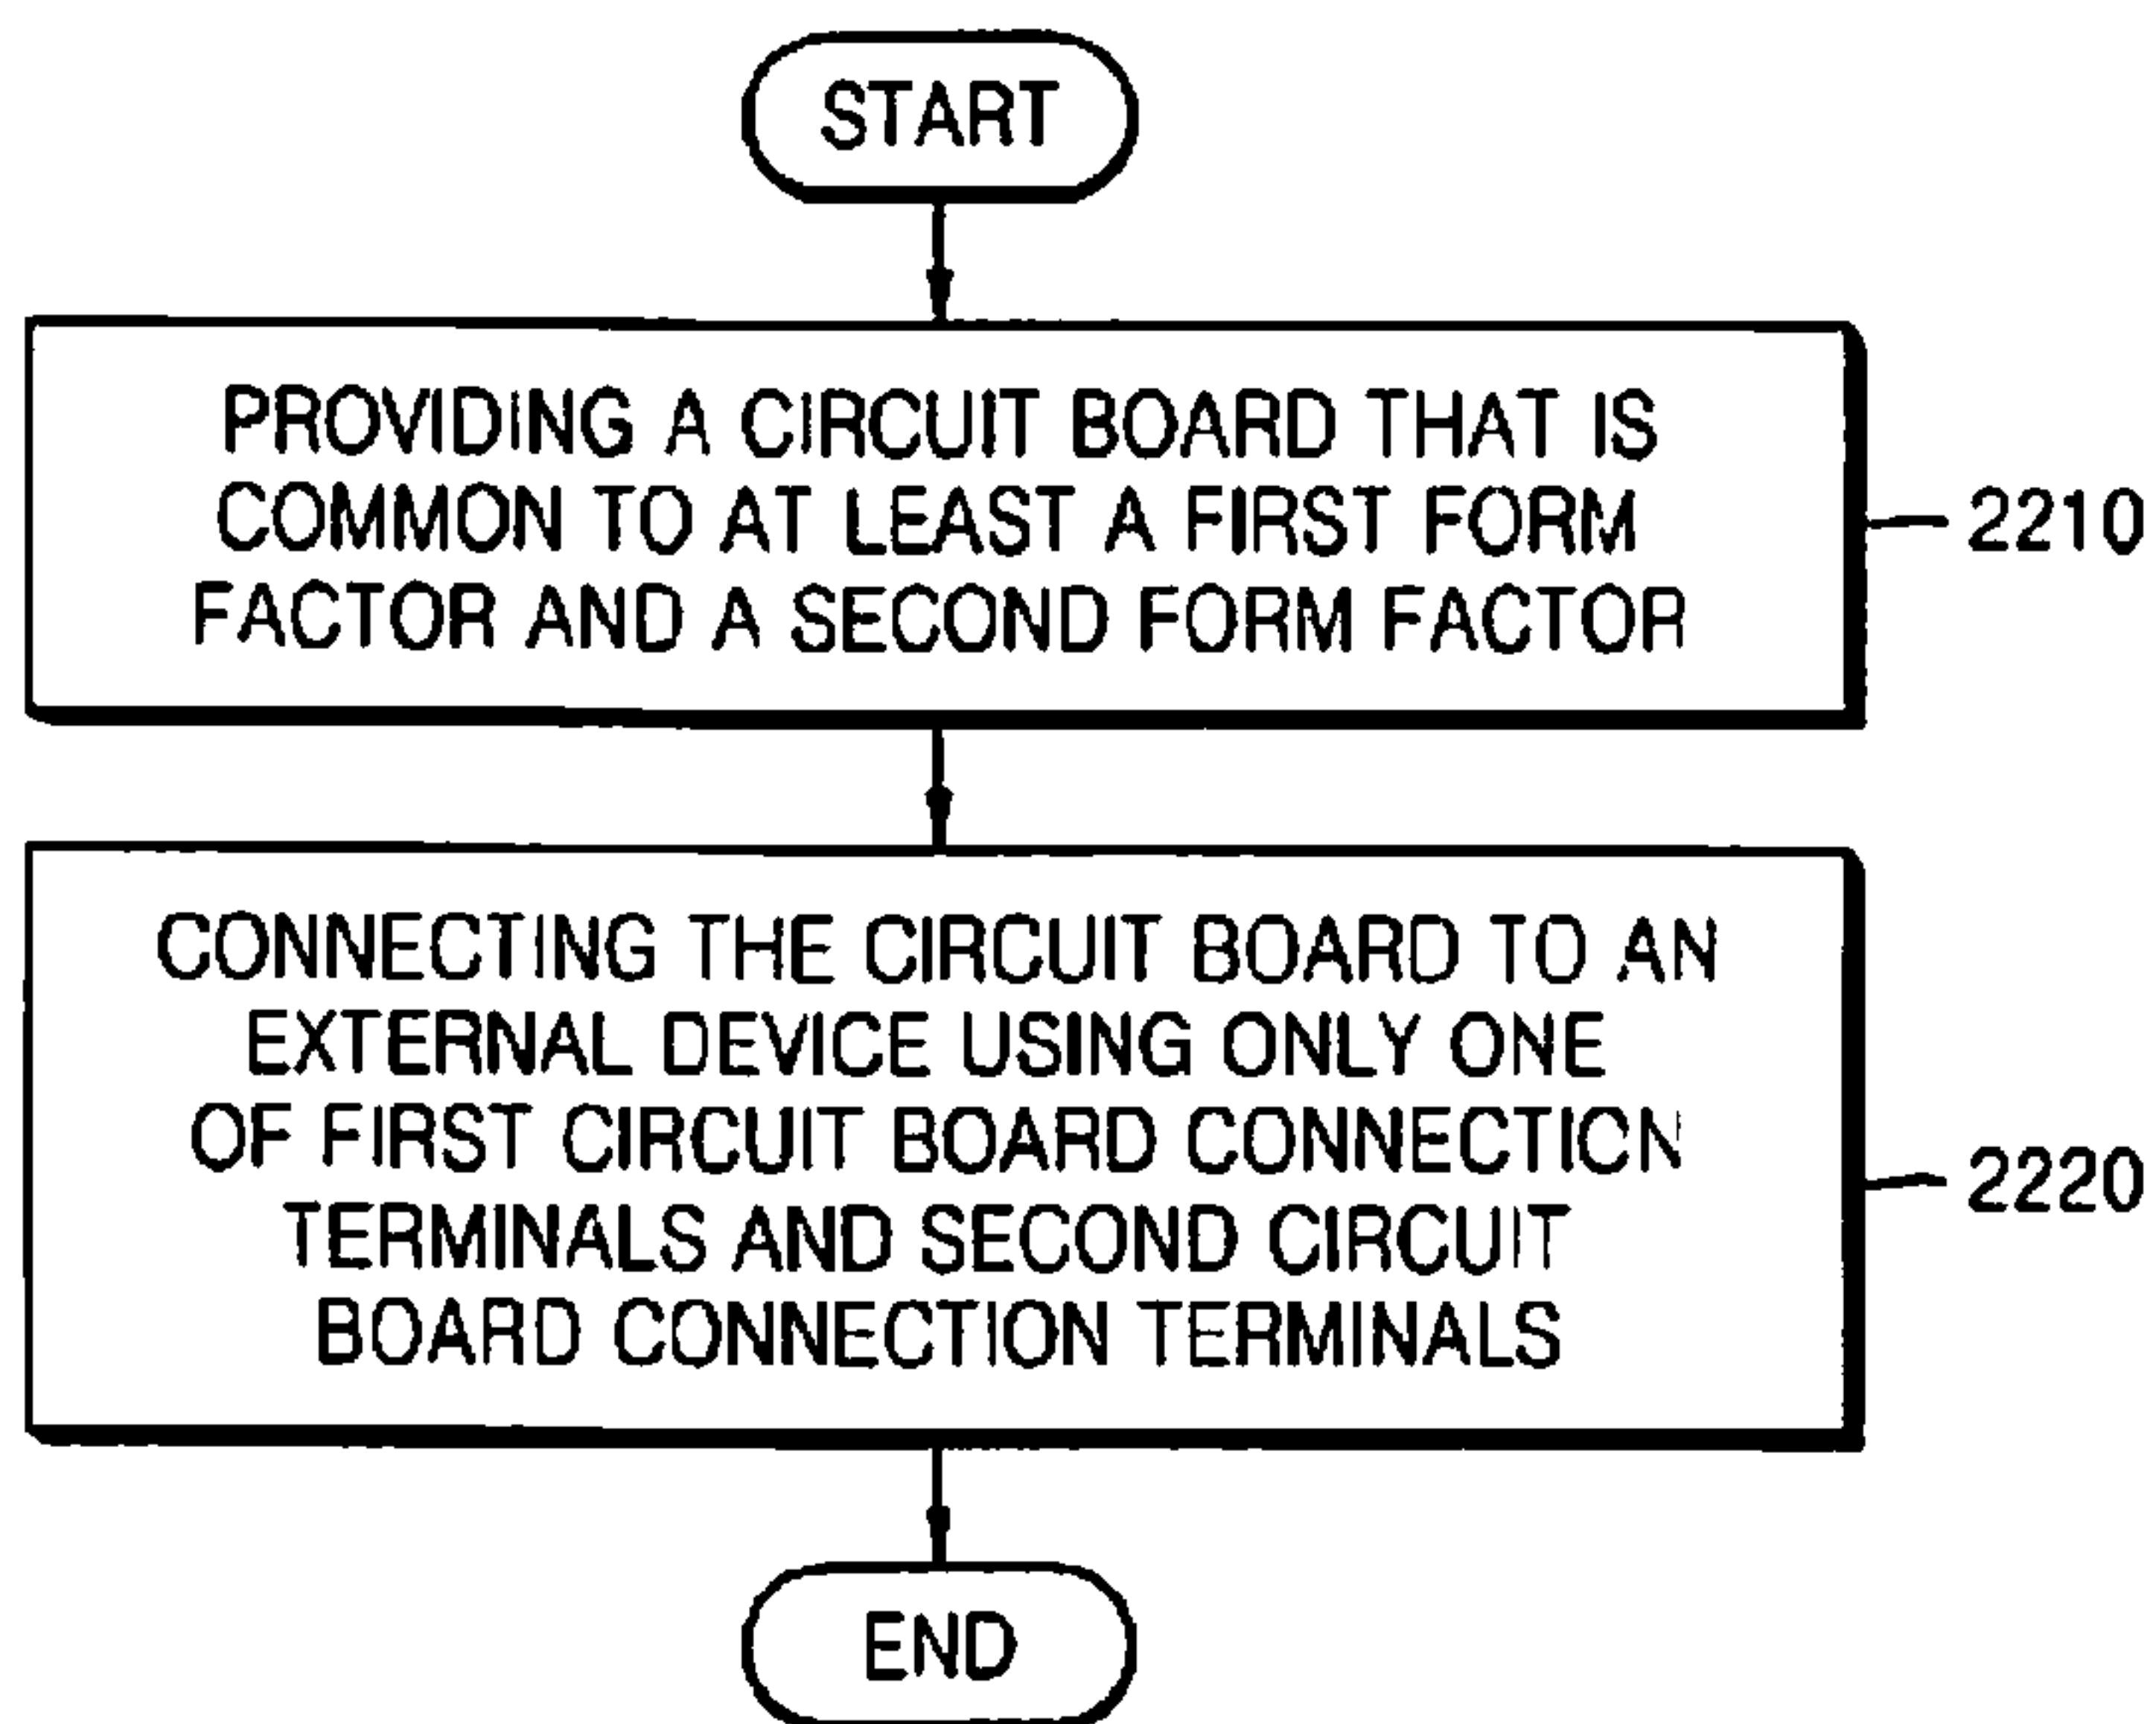 START
PROVIDING A CIRCUIT BOARD THAT IS
COMMON TO AT LEAST A FIRST FORM
FACTOR AND A SECOND FORM FACTOR
2210
CONNECTING THE CIRCUIT BOARD TO AN
EXTERNAL DEVICE USING ONLY ONE
OF FIRST CIRCUIT BOARD CONNECTION
TERMINALS AND SECOND CIRCUIT
BOARD CONNECTION TERMINALS
2220
END